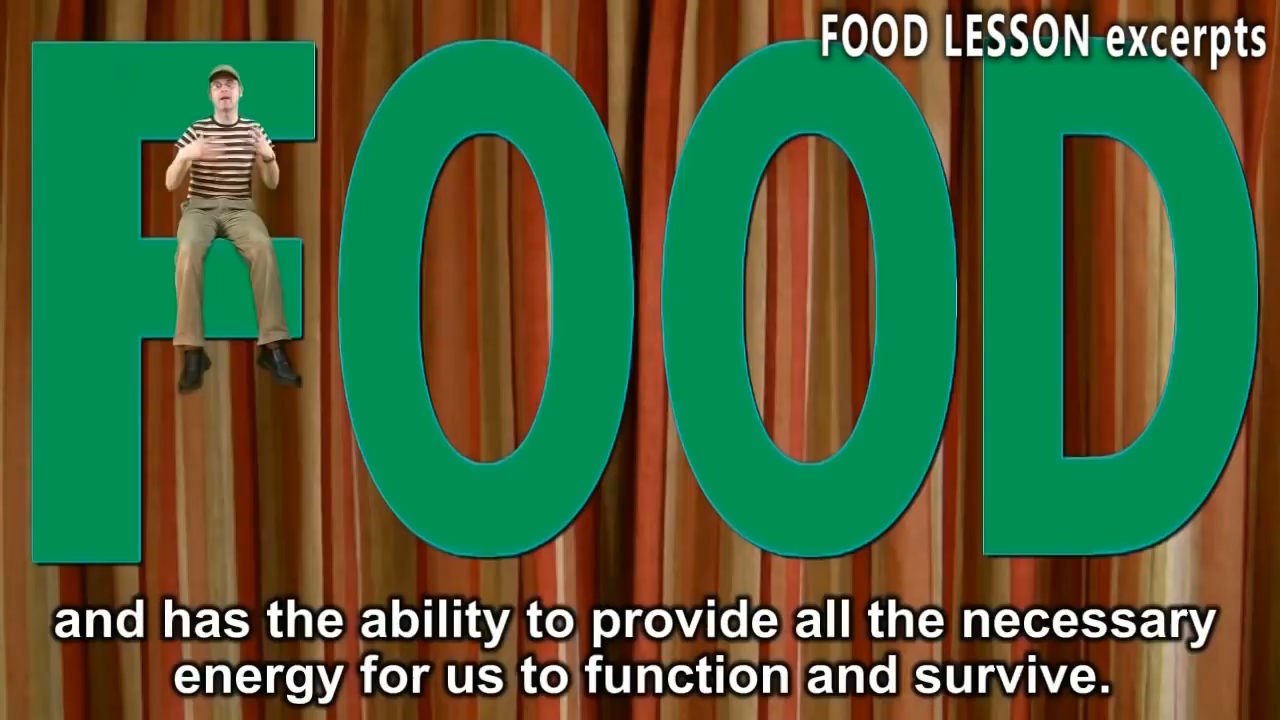 FOOD LESSON excerpts
FOOD
and has the ability to provide all the necessary
energy for us to function and survive.